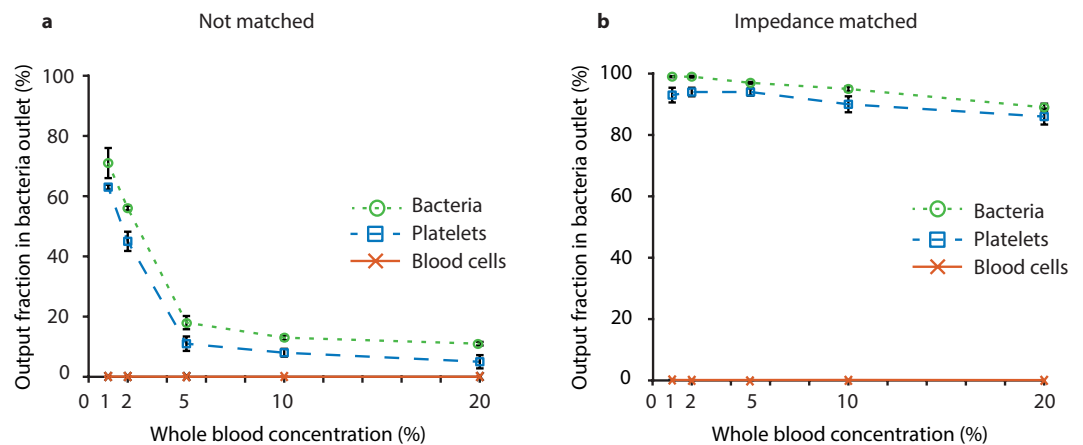 a
Not matched
Output fraction in bacteria outlet (%)
100
80
60
40
20
0
0 1 2 5 10 20
Whole blood concentration (%)
Bacteria
Platelets
Blood cells
b
Impedance matched
Output fraction in bacteria outlet (%)
100
80
60
40
20
0
0 1 2 5 10 20
Whole blood concentration (%)
Bacteria
Platelets
Blood cells